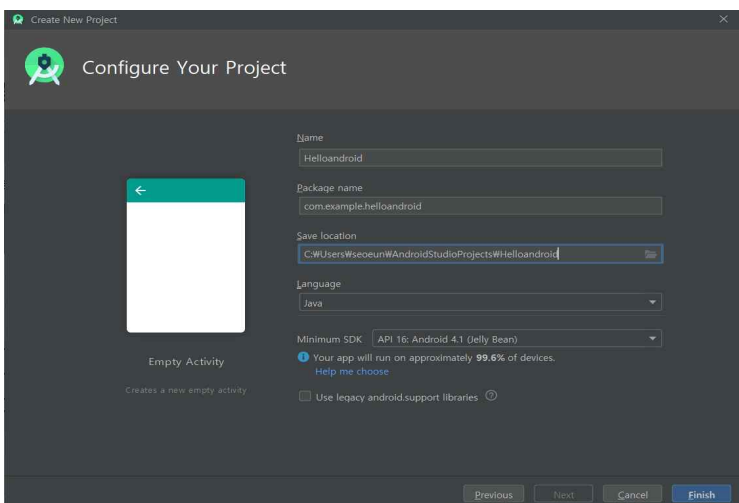 Create New Project
Configure Your Project
Name
Helloandroid
Package name
com.example.helloandroid
Save location
C:₩Users₩seoeun₩AndroidStudioProjects₩Helloandroid
Language
Java
Minimum SDK API 16: Android 4.1 (Jelly Bean)
Your app will run on approximately 99.6% of devices.
Help me choose
Use legacy android.support libraries ?
Empty Activity
Creates a new empty activity
Previous Next Cancel Finish